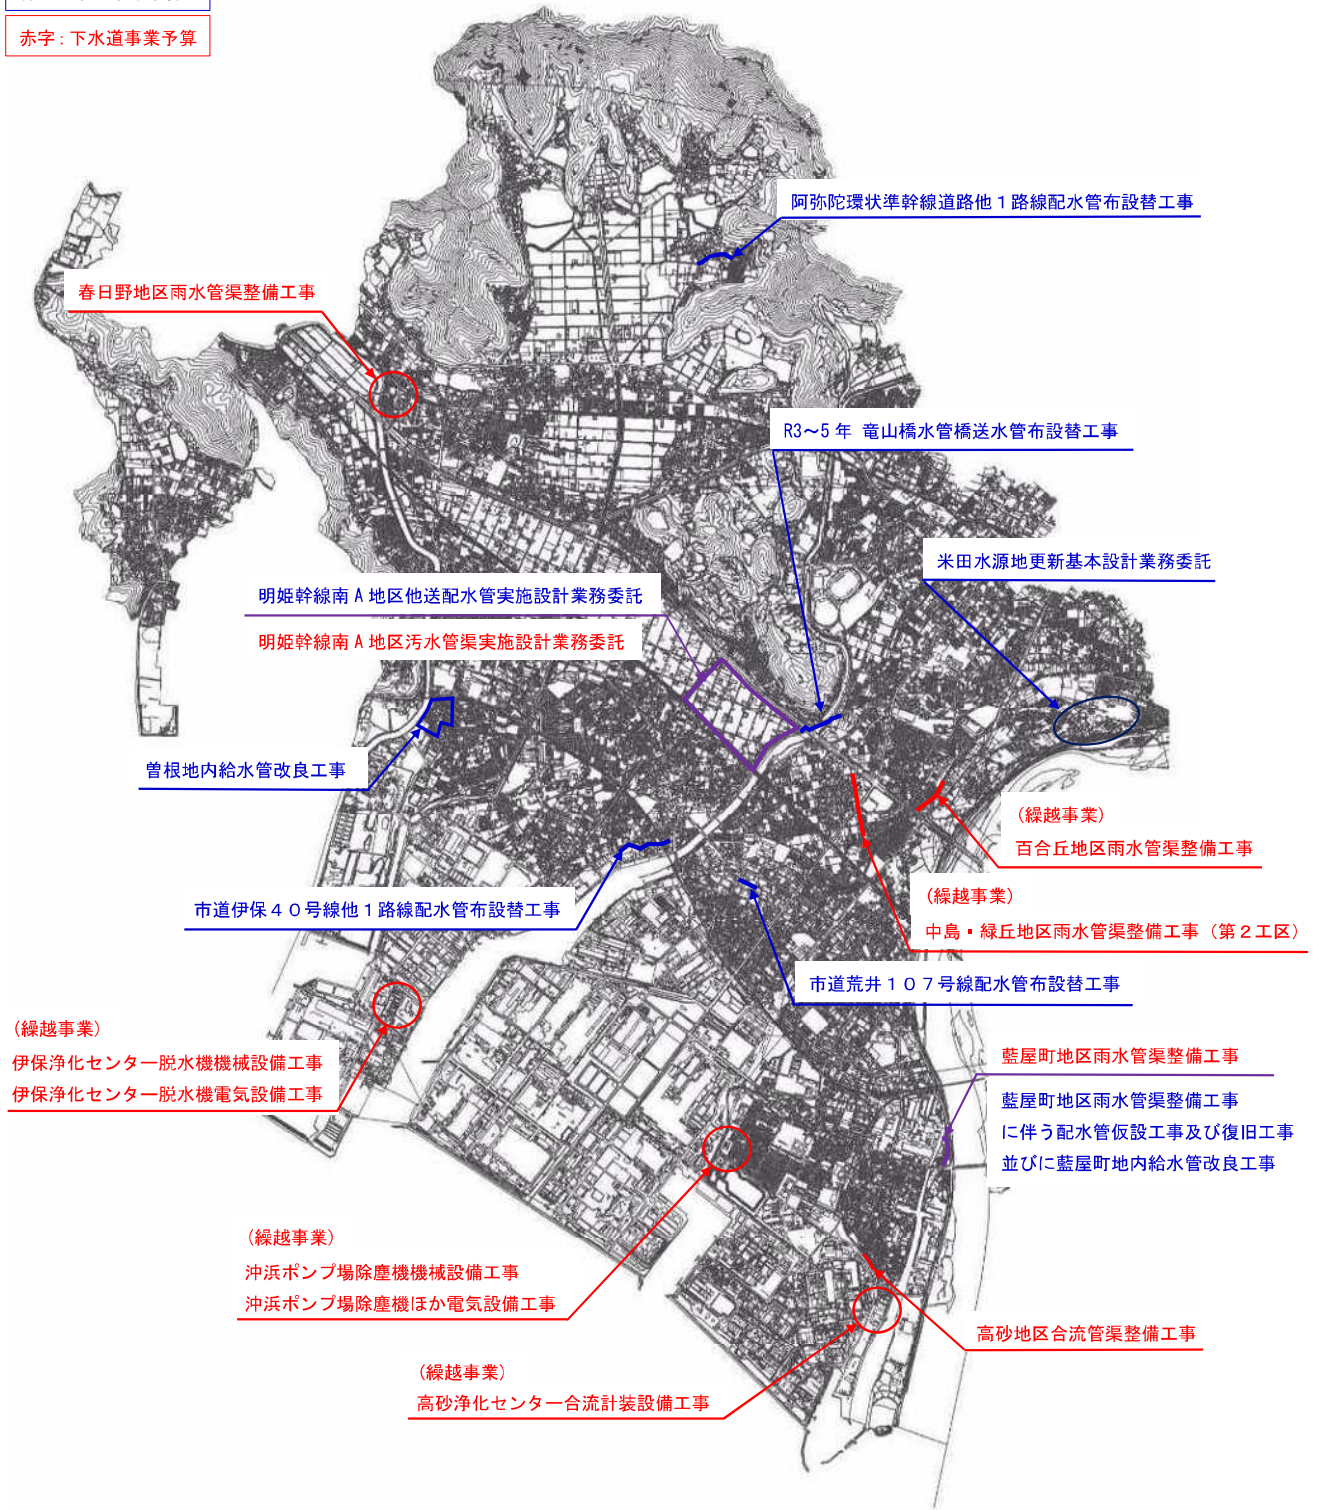 赤字:下水道事業予算
阿弥陀環状準幹線道路他1路線配水管布設替工事
春日野地区雨水管渠整備工事
R3～5年 竜山橋水管橋送水管布設替工事
米田水源地更新基本設計業務委託
明姫幹線南A地区他送配水管実施設計業務委託
明姫幹線南A地区汚水管渠実施設計業務委託
曽根地内給水管改良工事
(繰越事業)
百合丘地区雨水管渠整備工事
(繰越事業)
中島・緑丘地区雨水管渠整備工事(第2工区)
市道伊保40号線他1路線配水管布設替工事
市道荒井107号線配水管布設替工事
(繰越事業)
伊保浄化センター脱水機機械設備工事
伊保浄化センター脱水機電気設備工事
藍屋町地区雨水管渠整備工事
藍屋町地区雨水管渠整備工事
に伴う配水管仮設工事及び復旧工事
並びに藍屋町地内給水管改良工事
(繰越事業)
沖浜ポンプ場除塵機機械設備工事
沖浜ポンプ場除塵機ほか電気設備工事
高砂地区合流管渠整備工事
(繰越事業)
高砂浄化センター合流計装設備工事